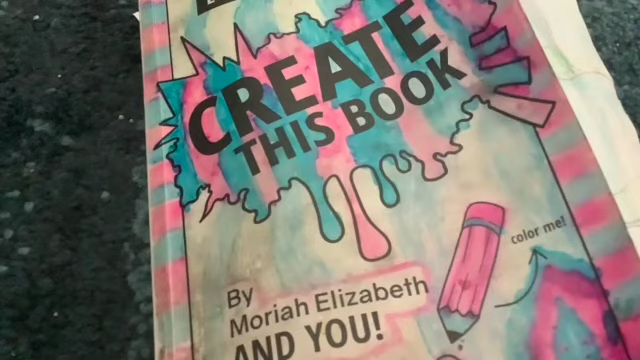 CREATE
THIS BOOK
color me!
By
Moriah Elizabeth
AND YOU!